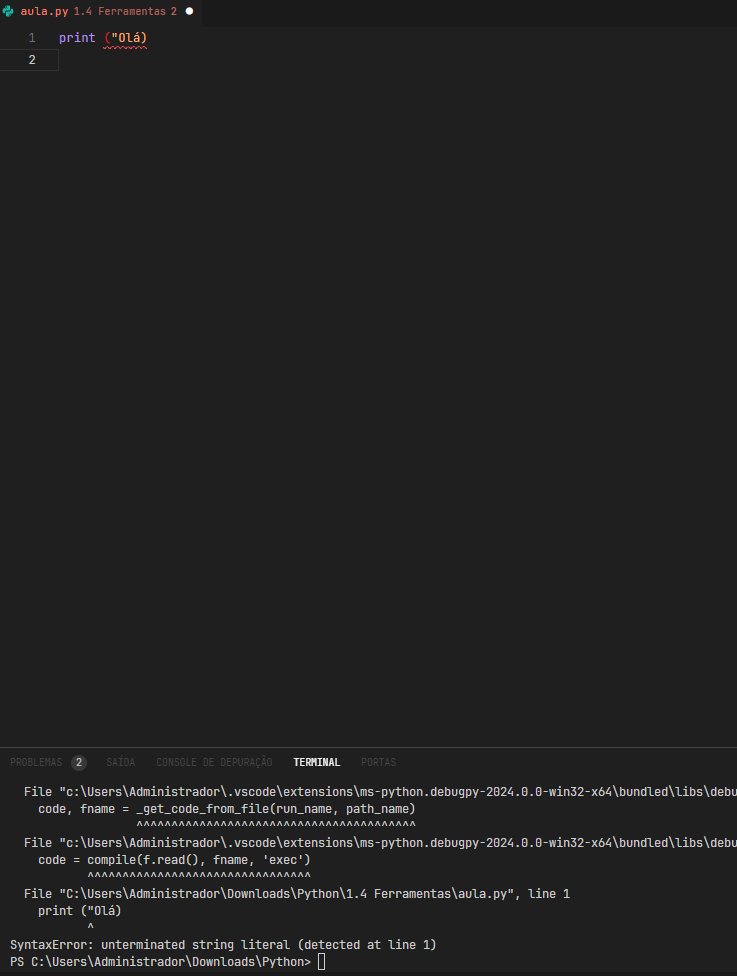 aula.py 1.4 Ferramentas 2 ●
1 print ("Olá)
2
PROBLEMAS 2 SAÍDA CONSOLE DE DEPURAÇÃO TERMINAL PORTAS
File "c:\Users\Administrador\.vscode\extensions\ms-python.debugpy-2024.0.0-win32-x64\bundled\libs\debu
code, fname = _get_code_from_file(run_name, path_name)
^^^^^^^^^^^^^^^^^^^^^^^^^^^^^^^^^^^^^^^^
File "c:\Users\Administrador\.vscode\extensions\ms-python.debugpy-2024.0.0-win32-x64\bundled\libs\debu
code = compile(f.read(), fname, 'exec')
^^^^^^^^^^^^^^^^^^^^^^^^^^^^^^^^
File "C:\Users\Administrador\Downloads\Python\1.4 Ferramentas\aula.py", line 1
print ("Olá)
^
SyntaxError: unterminated string literal (detected at line 1)
PS C:\Users\Administrador\Downloads\Python>